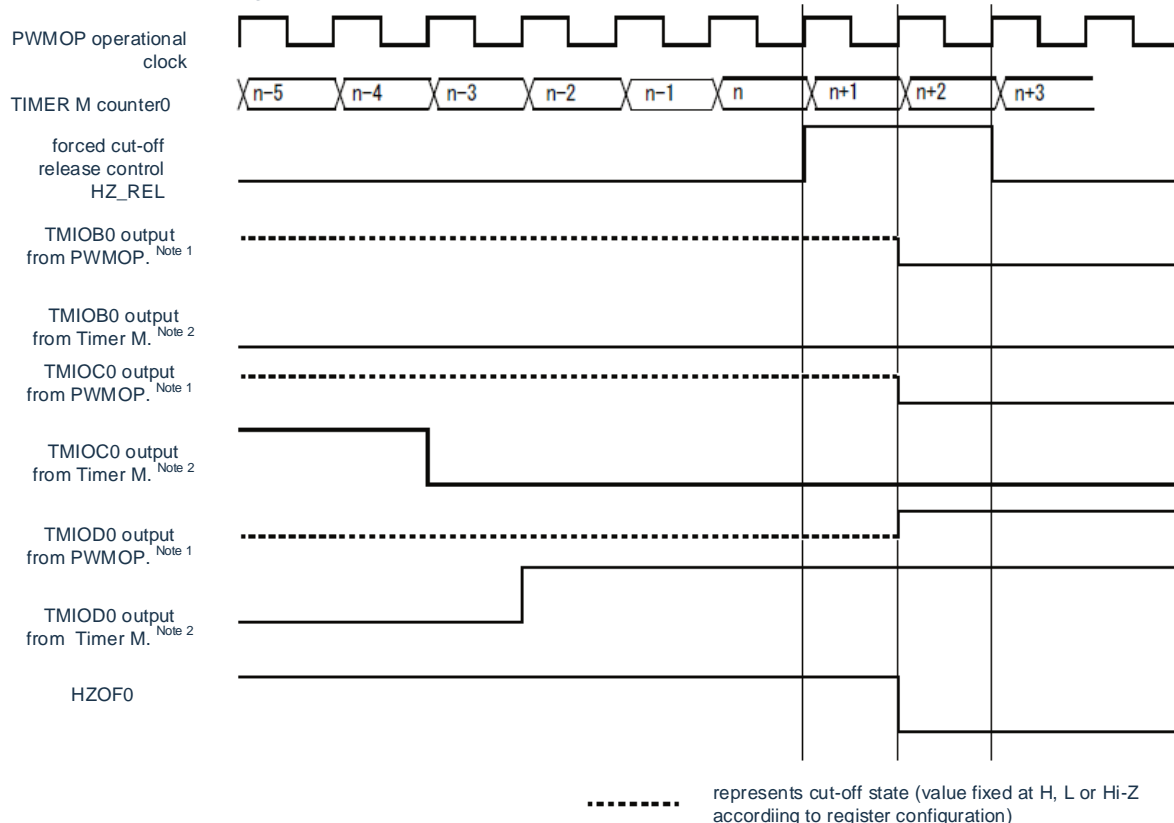 PWMOP operational
clock
TIMER M counter0
n−5 n−4 n−3 n−2 n−1 n n+1 n+2 n+3
forced cut-off
release control
HZ_REL
TMIOB0 output
from PWMOP. Note 1
TMIOB0 output
from Timer M. Note 2
TMIOC0 output
from PWMOP. Note 1
TMIOC0 output
from Timer M. Note 2
TMIOD0 output
from PWMOP. Note 1
TMIOD0 output
from Timer M. Note 2
HZOF0
represents cut-off state (value fixed at H, L or Hi-Z
accordiing to register configuration)